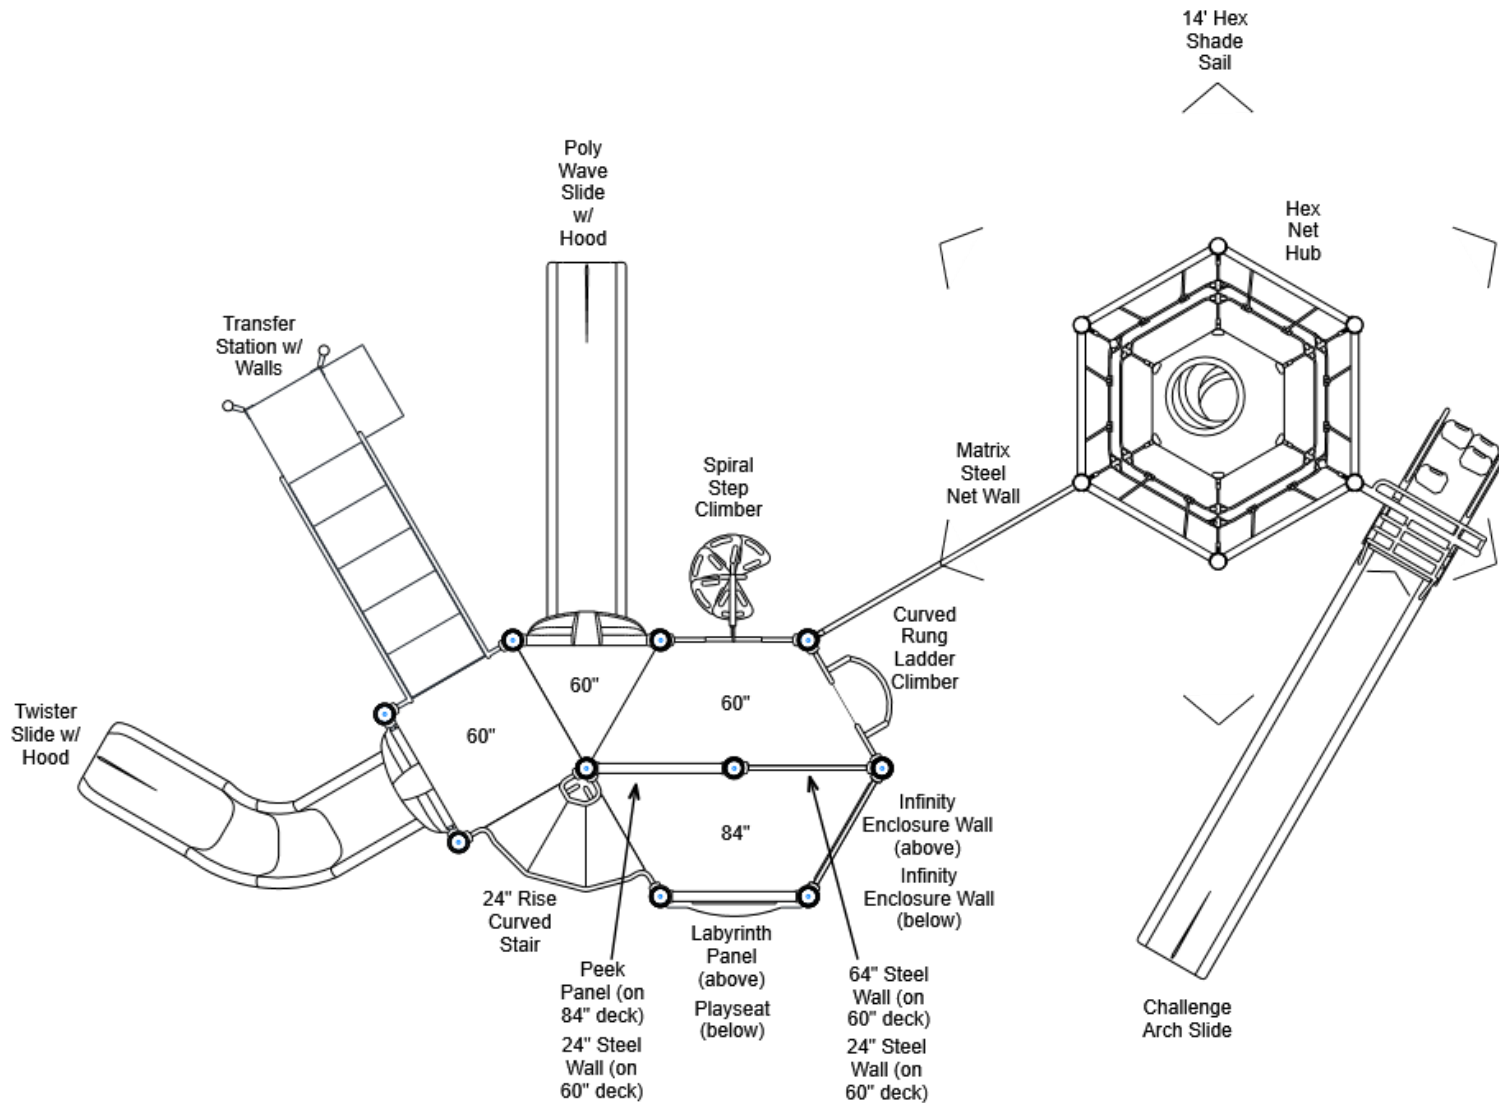 14' Hex
Shade
Sail
Poly
Wave
Slide
w/
Hood
Hex
Net
Hub
Transfer
Station w/
Walls
Spiral
Step
Climber
Matrix
Steel
Net Wall
Curved
Rung
Ladder
Climber
60"
60"
60"
Twister
Slide w/
Hood
84"
Infinity
Enclosure Wall
(above)
Infinity
Enclosure Wall
(below)
24" Rise
Curved
Stair
Labyrinth
Panel
(above)
Playseat
(below)
Peek
Panel (on
84" deck)
24" Steel
Wall (on
60" deck)
64" Steel
Wall (on
60" deck)
24" Steel
Wall (on
60" deck)
Challenge
Arch Slide